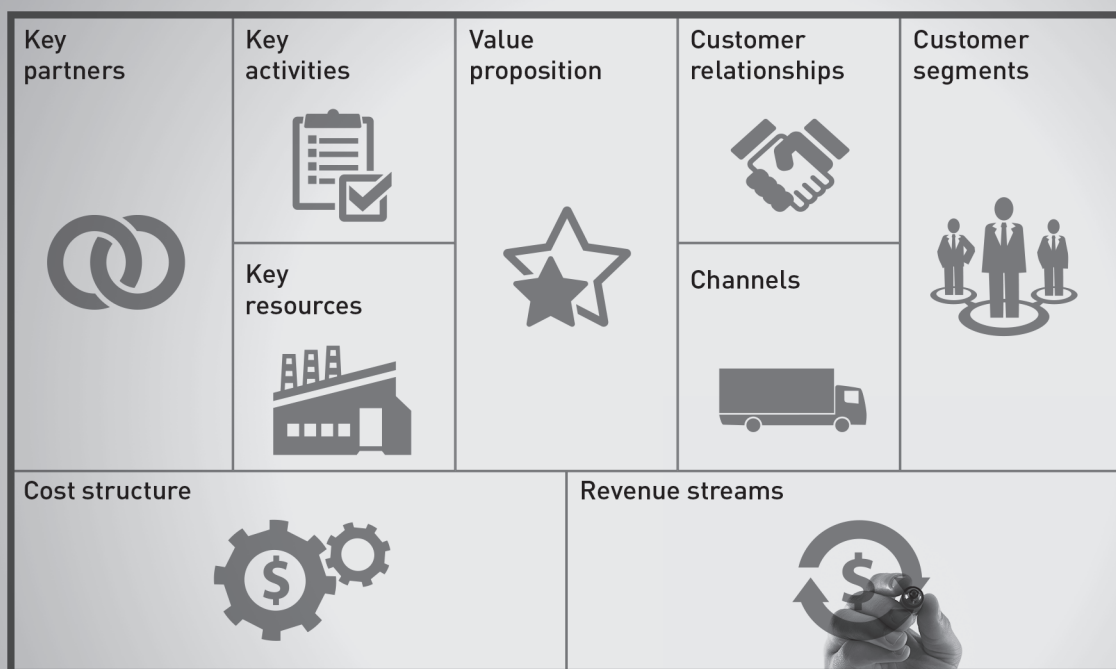 Key
partners
Key
activities
Value
proposition
Customer
relationships
Customer
segments
Key
resources
Channels
Cost structure
$
Revenue streams
$